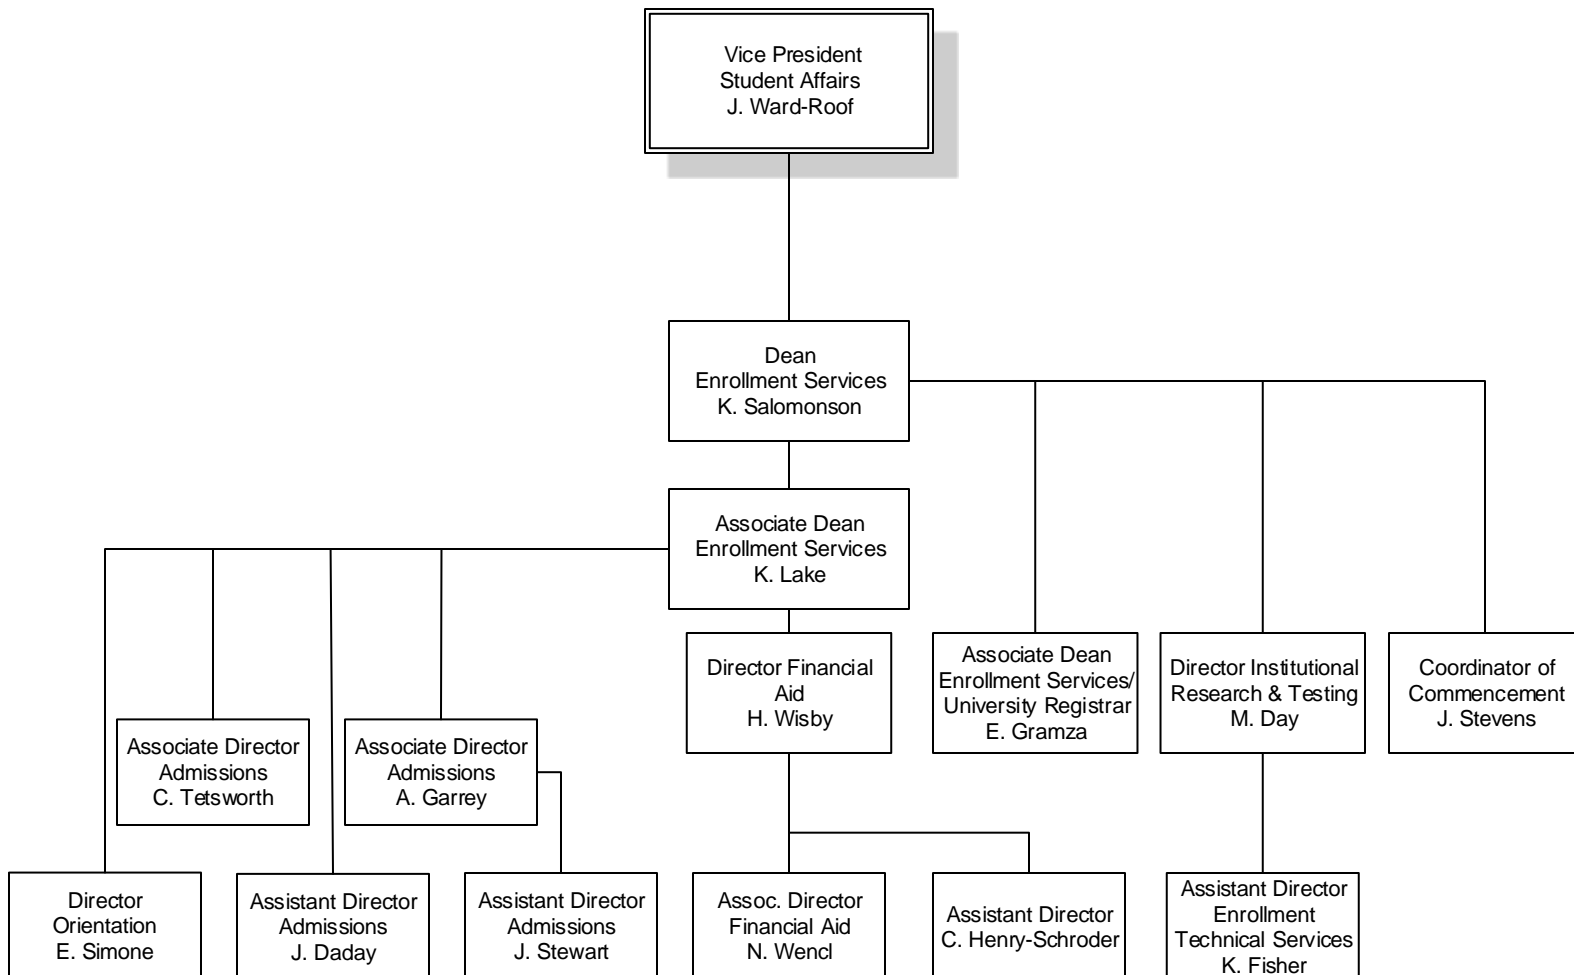 Vice President
Student Affairs
J. Ward-Roof
Dean
Enrollment Services
K. Salomonson
Associate Dean
Enrollment Services
K. Lake
Director Financial
Aid
H. Wisby
Associate Dean
Enrollment Services/
University Registrar
E. Gramza
Director Institutional
Research & Testing
M. Day
Coordinator of
Commencement
J. Stevens
Associate Director
Admissions
C. Tetsworth
Associate Director
Admissions
A. Garrey
Director
Orientation
E. Simone
Assistant Director
Admissions
J. Daday
Assistant Director
Admissions
J. Stewart
Assoc. Director
Financial Aid
N. Wencl
Assistant Director
C. Henry-Schroder
Assistant Director
Enrollment
Technical Services
K. Fisher